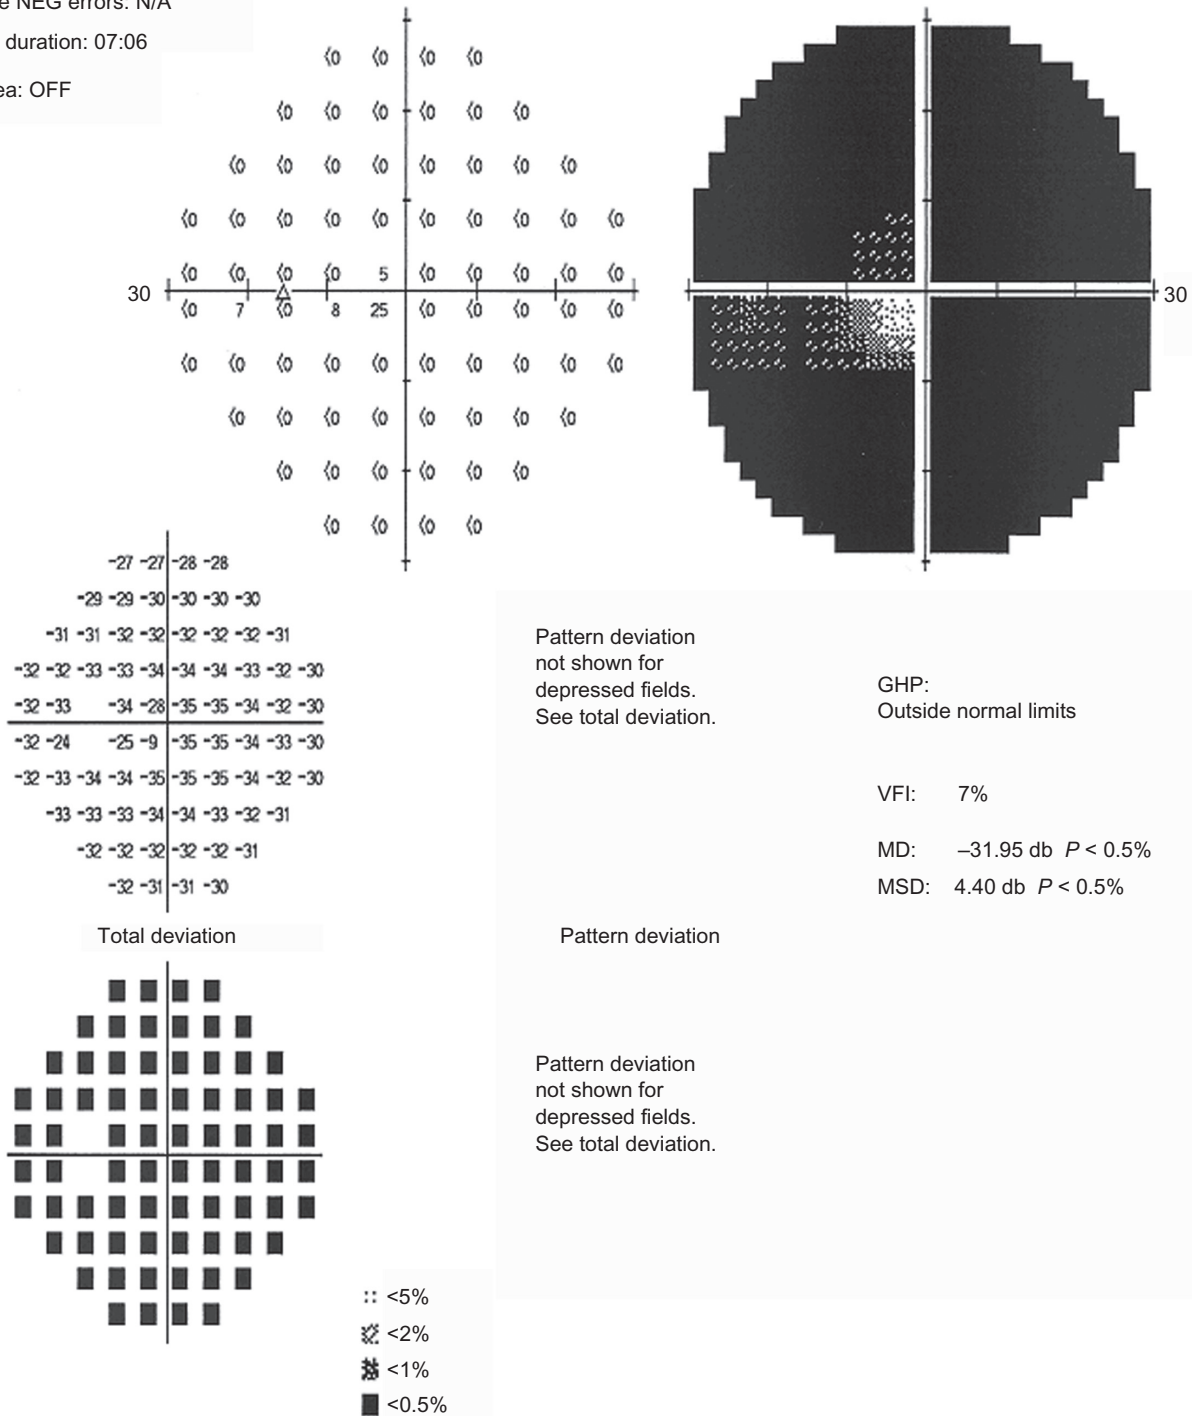 e NEG errors: N/A
duration: 07:06
ea: OFF
<0 <0 <0 <0
<0 <0 <0 <0 <0 <0
<0 <0 <0 <0 <0 <0 <0 <0
<0 <0 <0 <0 <0 <0 <0 <0 <0 <0
<0 <0 <0 <0 5 <0 <0 <0 <0 <0
30 30
<0 7 <0 8 25 <0 <0 <0 <0 <0
<0 <0 <0 <0 <0 <0 <0 <0 <0 <0
<0 <0 <0 <0 <0 <0 <0 <0
<0 <0 <0 <0 <0 <0
<0 <0 <0 <0
-27 -27 -28 -28
-29 -29 -30 -30 -30 -30
-31 -31 -32 -32 -32 -32 -32 -31
-32 -32 -33 -33 -34 -34 -34 -33 -32 -30
-32 -33 -34 -28 -35 -35 -34 -32 -30
-32 -24 -25 -9 -35 -35 -34 -33 -30
-32 -33 -34 -34 -35 -35 -35 -34 -32 -30
-33 -33 -33 -34 -34 -33 -32 -31
-32 -32 -32 -32 -32 -31
-32 -31 -31 -30
Total deviation
Pattern deviation
not shown for
depressed fields.
See total deviation.
GHP:
Outside normal limits
VFI: 7%
MD: –31.95 db P < 0.5%
MSD: 4.40 db P < 0.5%
Pattern deviation
Pattern deviation
not shown for
depressed fields.
See total deviation.
<5%
<2%
<1%
<0.5%